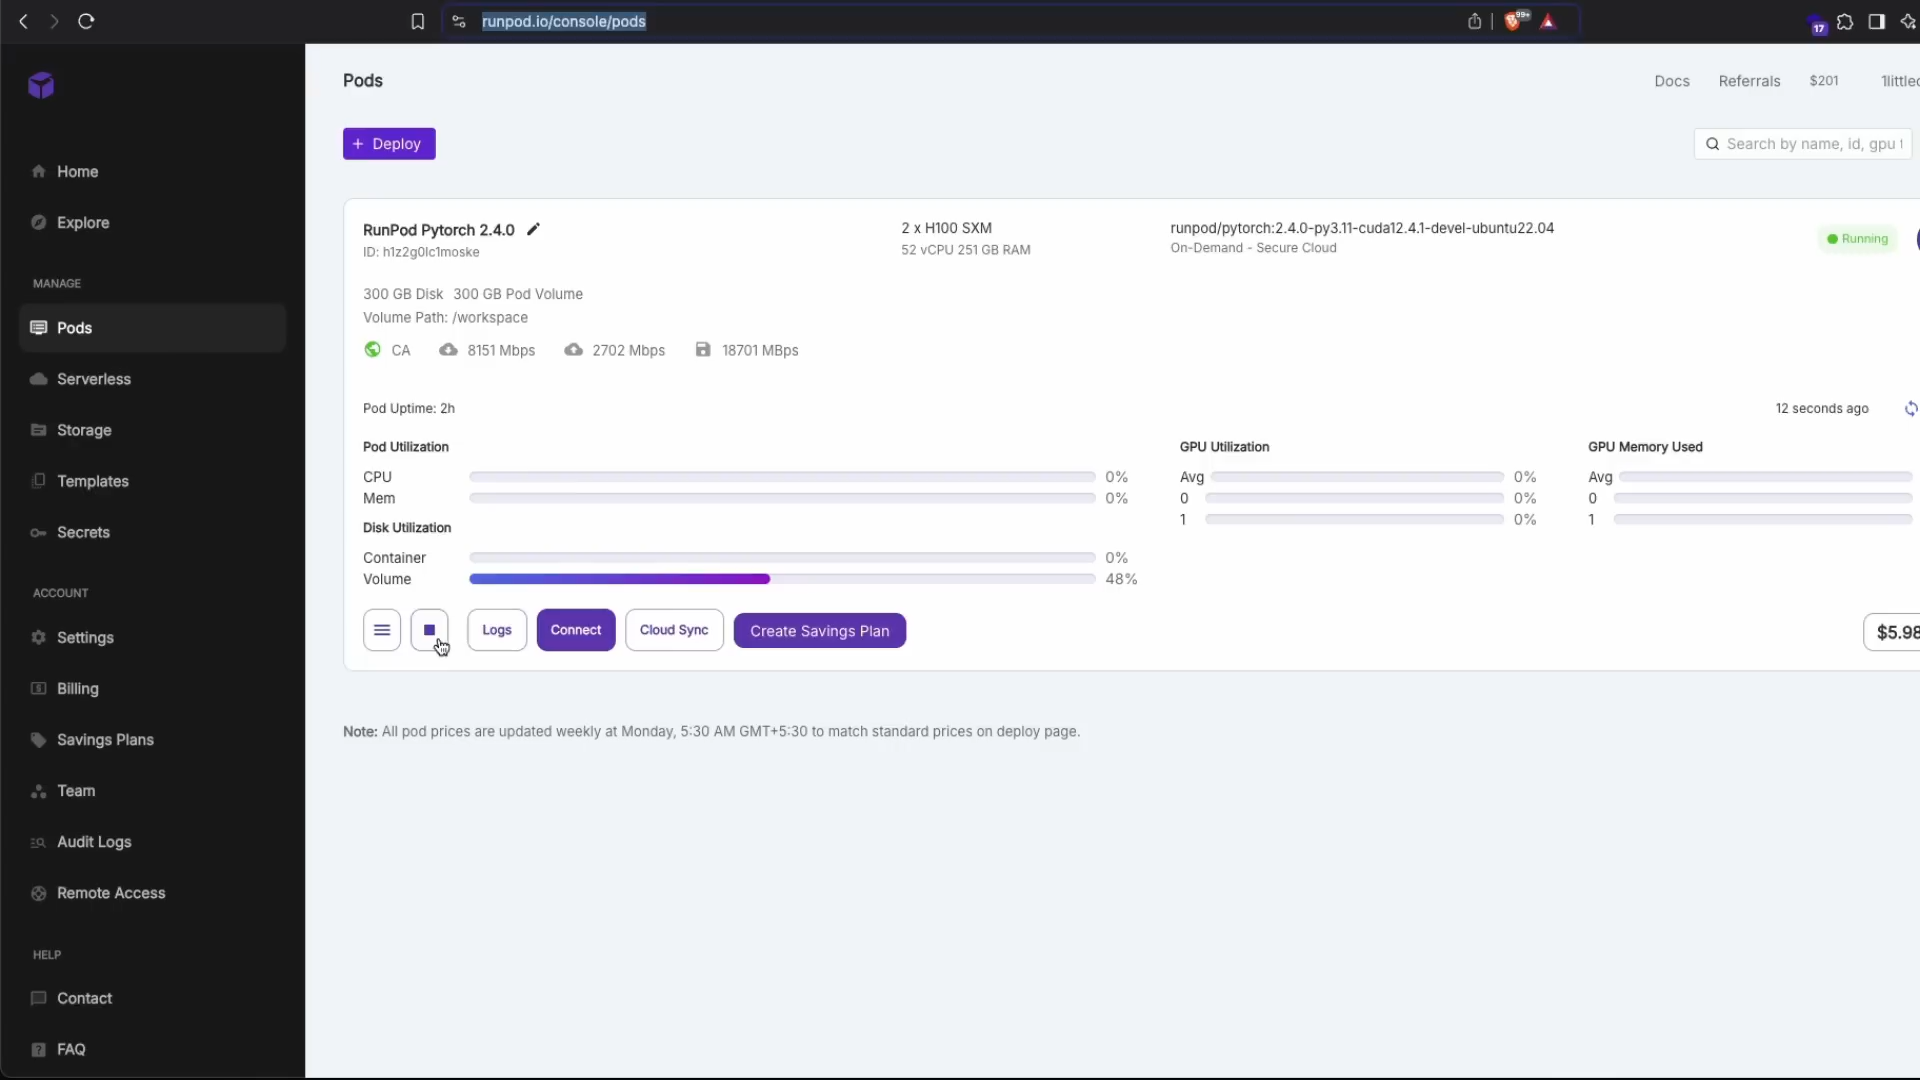 runpod.io/console/pods
99+
17
Pods
Docs
Referrals
$201
1little
+ Deploy
Search by name, id, gpu t
Home
Explore
MANAGE
Pods
Serverless
Storage
Templates
Secrets
ACCOUNT
Settings
Billing
Savings Plans
Team
Audit Logs
Remote Access
HELP
Contact
FAQ
RunPod Pytorch 2.4.0
ID: h1z2g0lc1moske
2 x H100 SXM
52 vCPU 251 GB RAM
runpod/pytorch:2.4.0-py3.11-cuda12.4.1-devel-ubuntu22.04
On-Demand - Secure Cloud
Running
300 GB Disk 300 GB Pod Volume
Volume Path: /workspace
CA 8151 Mbps 2702 Mbps 18701 MBps
Pod Uptime: 2h
12 seconds ago
Pod Utilization
CPU 0%
Mem 0%
Disk Utilization
Container 0%
Volume 48%
GPU Utilization
Avg 0%
0 0%
1 0%
GPU Memory Used
Avg
0
1
Logs
Connect
Cloud Sync
Create Savings Plan
$5.98
Note: All pod prices are updated weekly at Monday, 5:30 AM GMT+5:30 to match standard prices on deploy page.